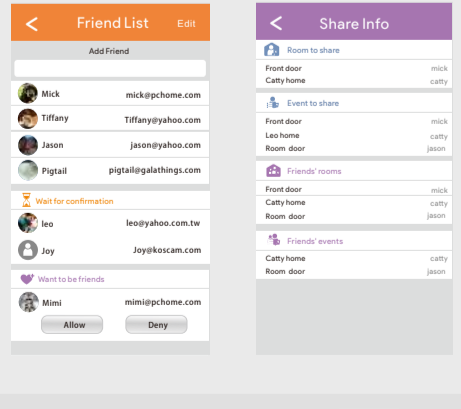 Friend List Edit
Add Friend
Mick mick@pchome.com
Tiffany Tiffany@yahoo.com
Jason jason@yahoo.com
Pigtail pigtail@galathings.com
Wait for confirmation
leo leo@yahoo.com.tw
Joy Joy@koscam.com
Want to be friends
Mimi mimi@pchome.com
Allow Deny
Share Info
Room to share
Front door mick
Catty home catty
Event to share
Front door mick
Leo home catty
Room door jason
Friends' rooms
Front door mick
Catty home catty
Room door jason
Friends' events
Catty home catty
Room door jason